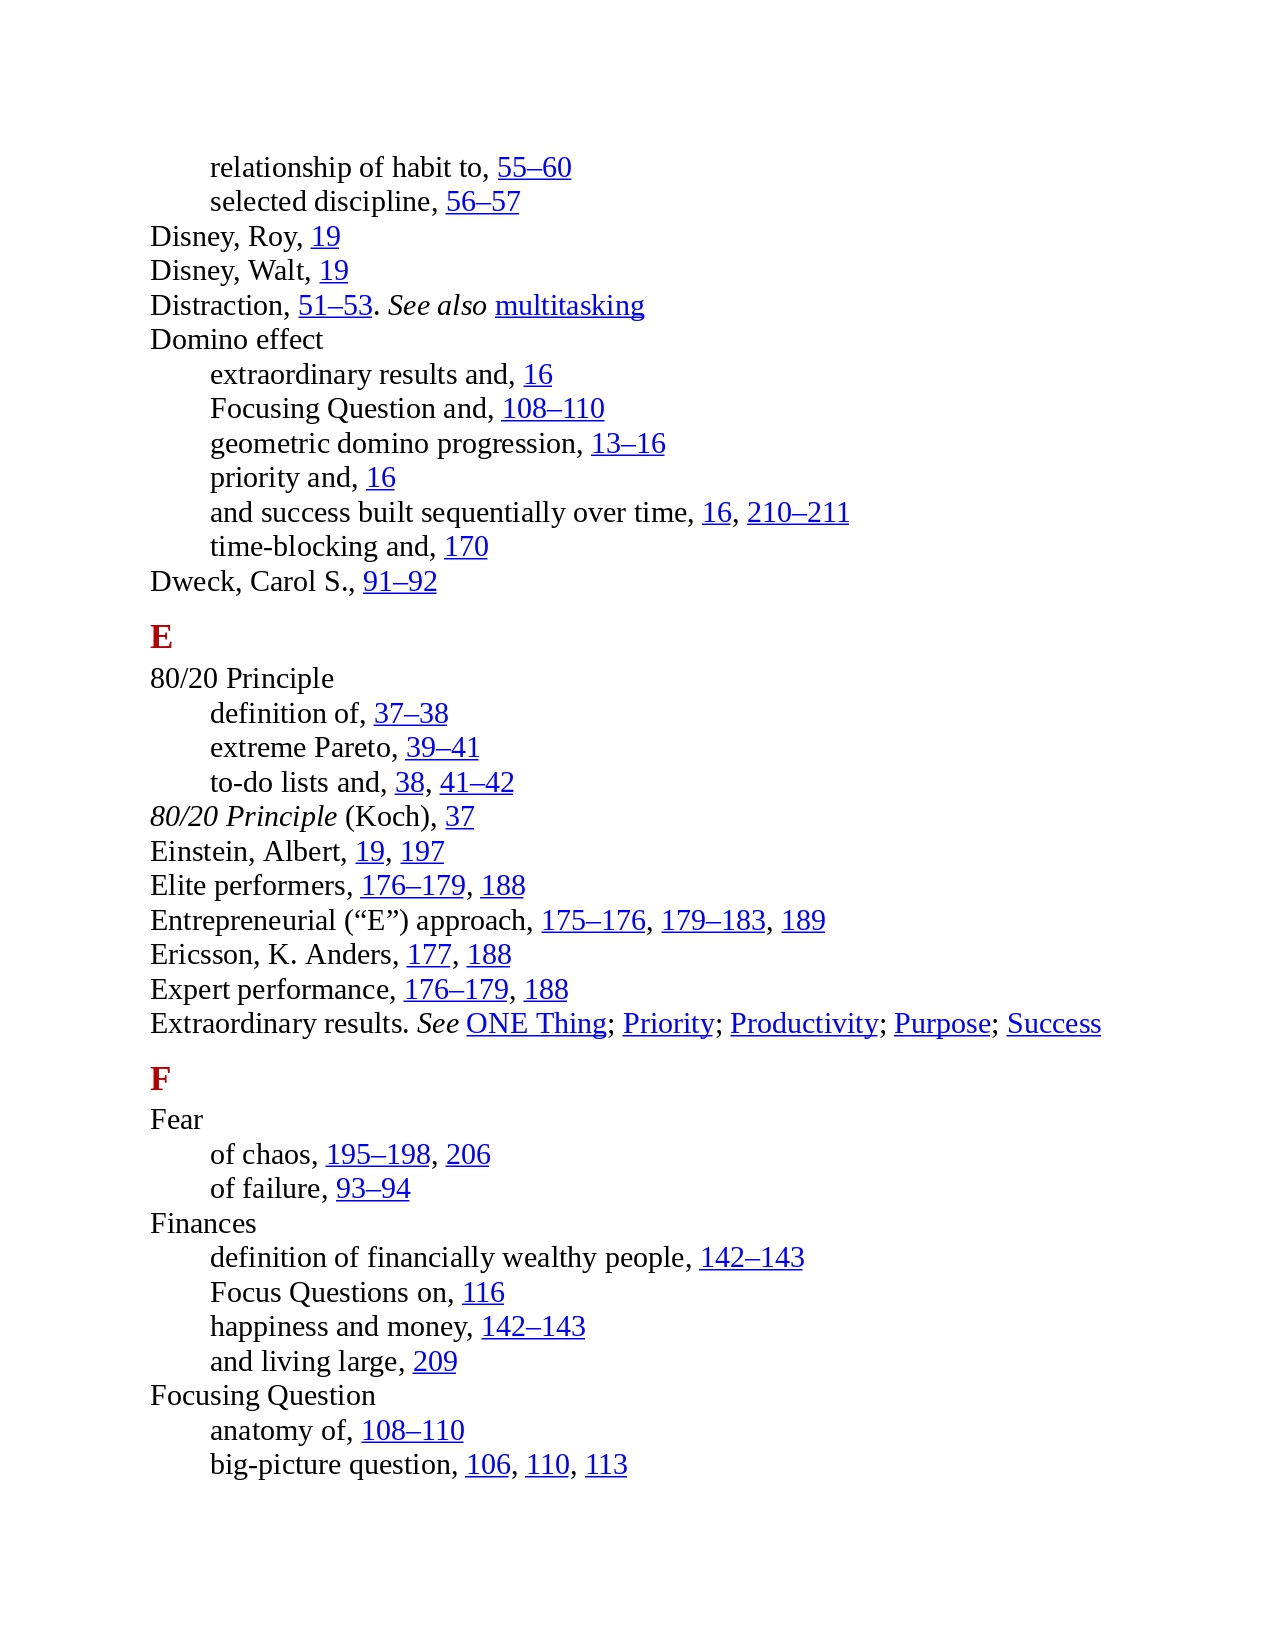 relationship of habit to, 55–60
selected discipline, 56–57
Disney, Roy, 19
Disney, Walt, 19
Distraction, 51–53. See also multitasking
Domino effect
extraordinary results and, 16
Focusing Question and, 108–110
geometric domino progression, 13–16
priority and, 16
and success built sequentially over time, 16, 210–211
time-blocking and, 170
Dweck, Carol S., 91–92
E
80/20 Principle
definition of, 37–38
extreme Pareto, 39–41
to-do lists and, 38, 41–42
80/20 Principle (Koch), 37
Einstein, Albert, 19, 197
Elite performers, 176–179, 188
Entrepreneurial (“E”) approach, 175–176, 179–183, 189
Ericsson, K. Anders, 177, 188
Expert performance, 176–179, 188
Extraordinary results. See ONE Thing; Priority; Productivity; Purpose; Success
F
Fear
of chaos, 195–198, 206
of failure, 93–94
Finances
definition of financially wealthy people, 142–143
Focus Questions on, 116
happiness and money, 142–143
and living large, 209
Focusing Question
anatomy of, 108–110
big-picture question, 106, 110, 113